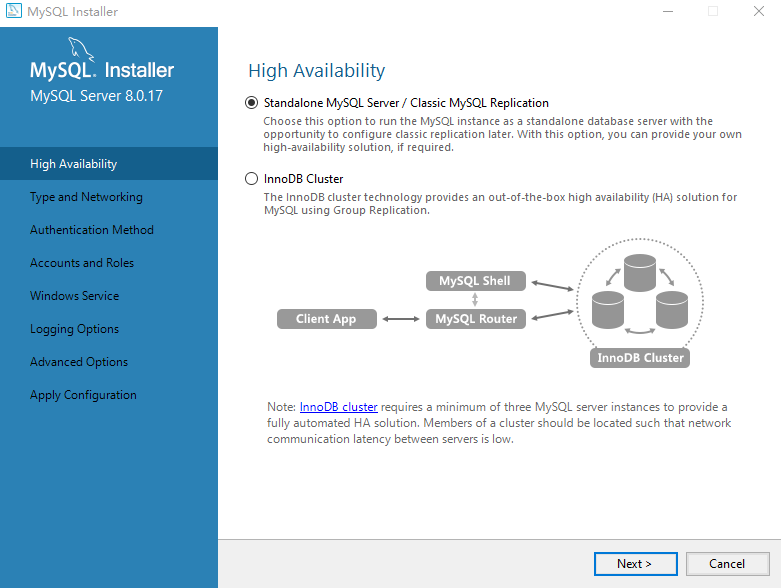 MySQL Installer
MySQL. Installer
MySQL Server 8.0.17
High Availability
Type and Networking
Authentication Method
Accounts and Roles
Windows Service
Logging Options
Advanced Options
Apply Configuration
High Availability
Standalone MySQL Server / Classic MySQL Replication
Choose this option to run the MySQL instance as a standalone database server with the
opportunity to configure classic replication later. With this option, you can provide your own
high-availability solution, if required.
InnoDB Cluster
The InnoDB cluster technology provides an out-of-the-box high availability (HA) solution for
MySQL using Group Replication.
MySQL Shell
Client App
MySQL Router
InnoDB Cluster
Note: InnoDB cluster requires a minimum of three MySQL server instances to provide a
fully automated HA solution. Members of a cluster should be located such that network
communication latency between servers is low.
Next >
Cancel